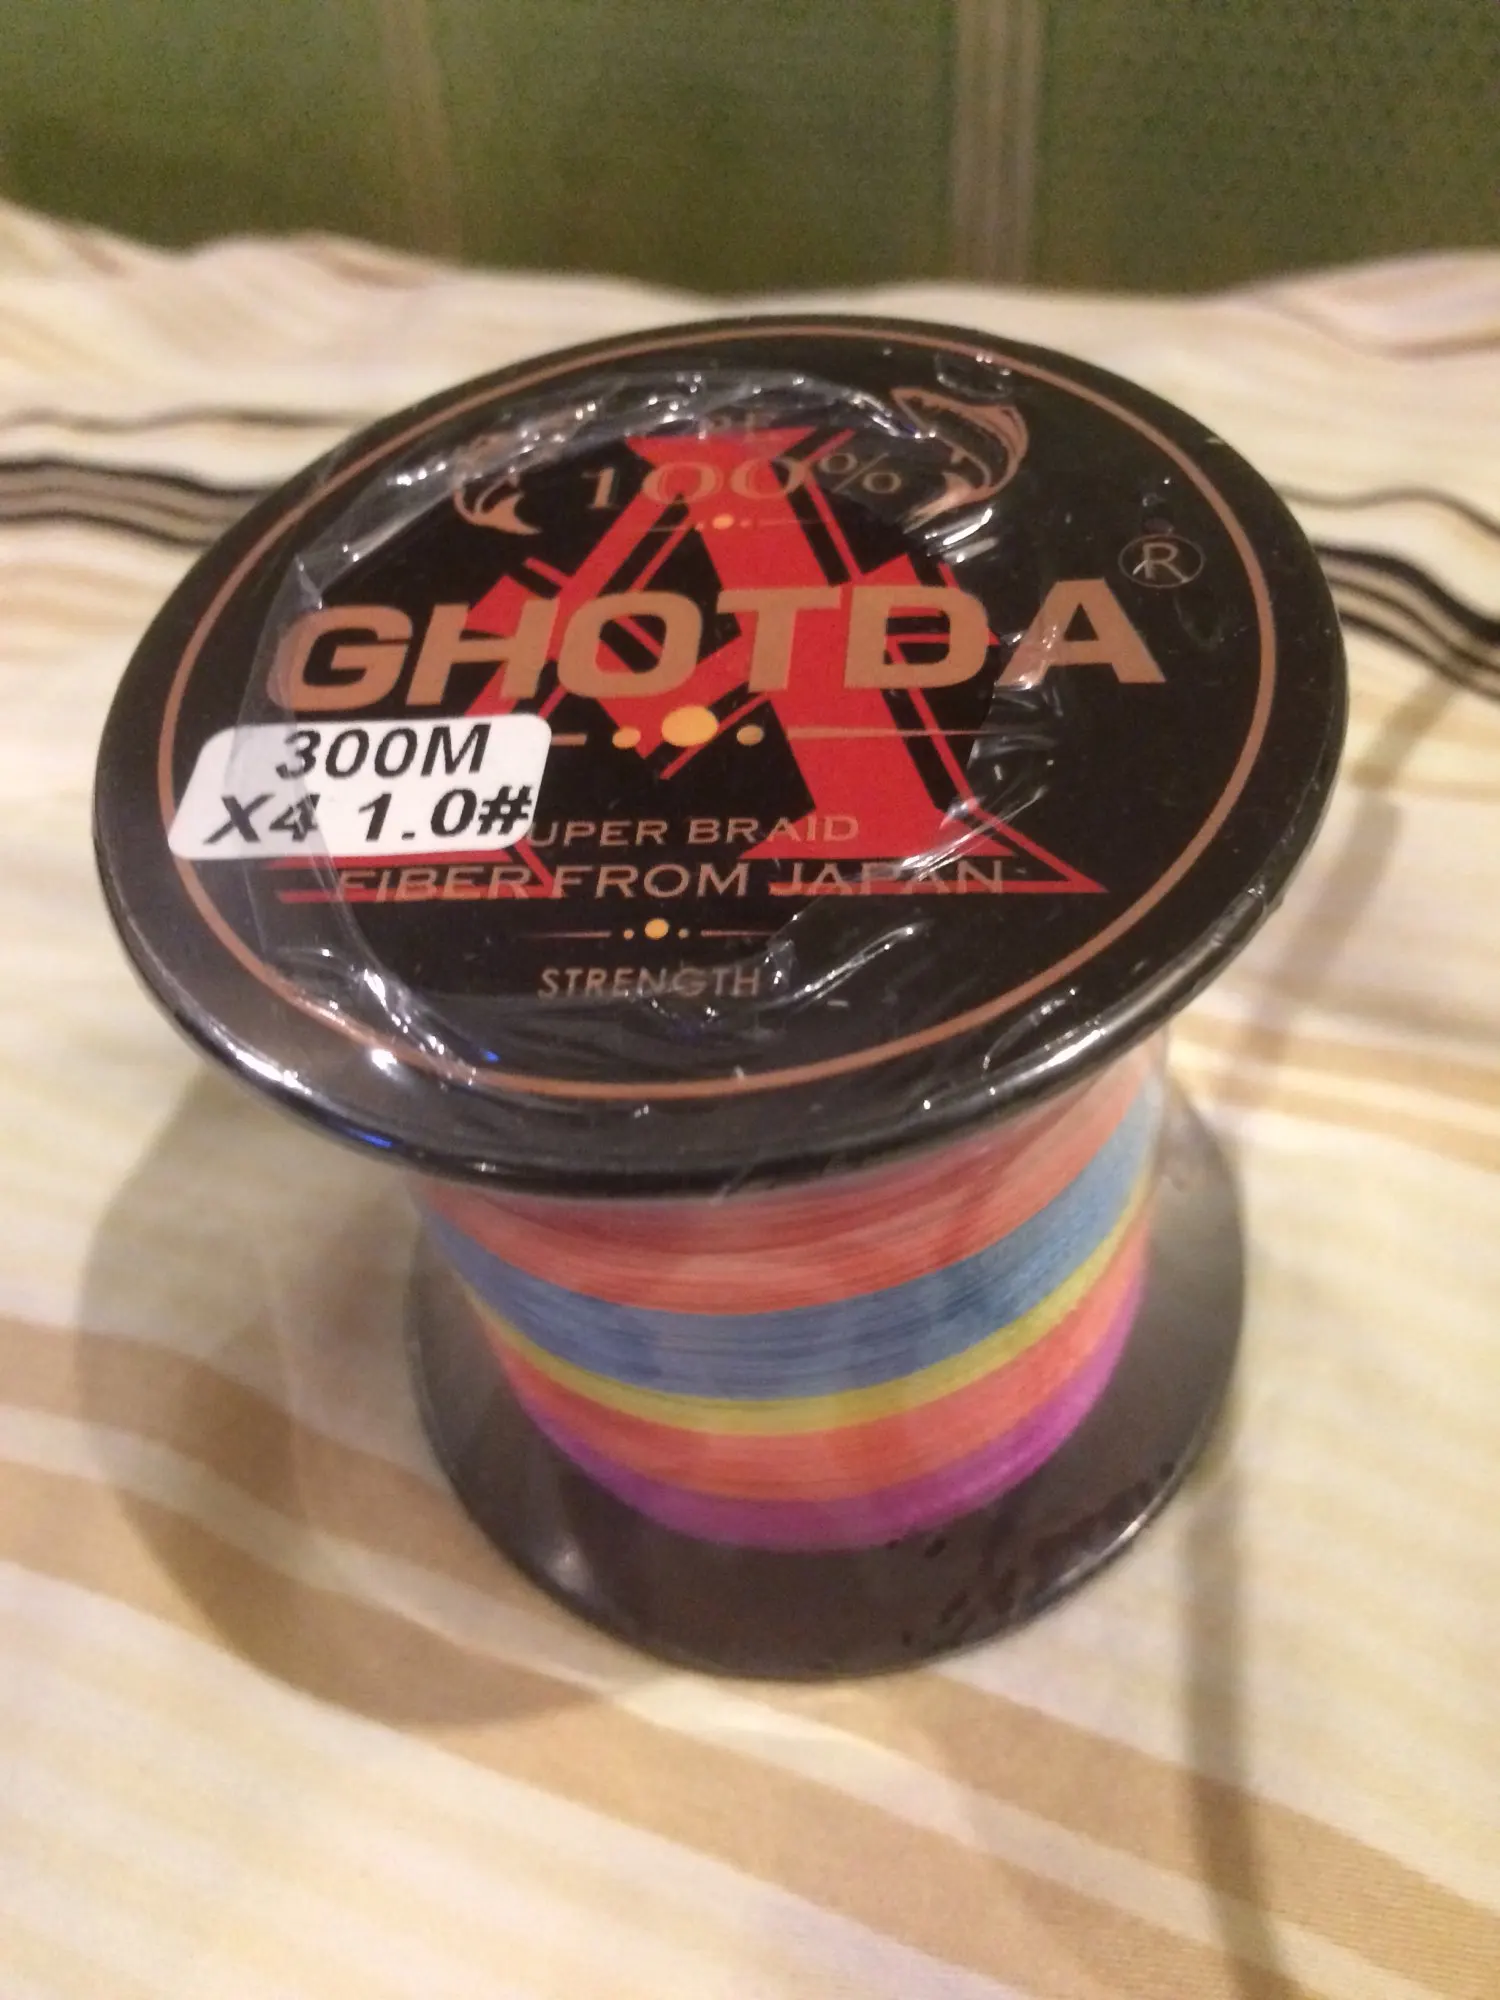 PE
100%
GHOTDA®
300M
X4 1.0#
UPER BRAID
FIBER FROM JAPAN
STRENGTH